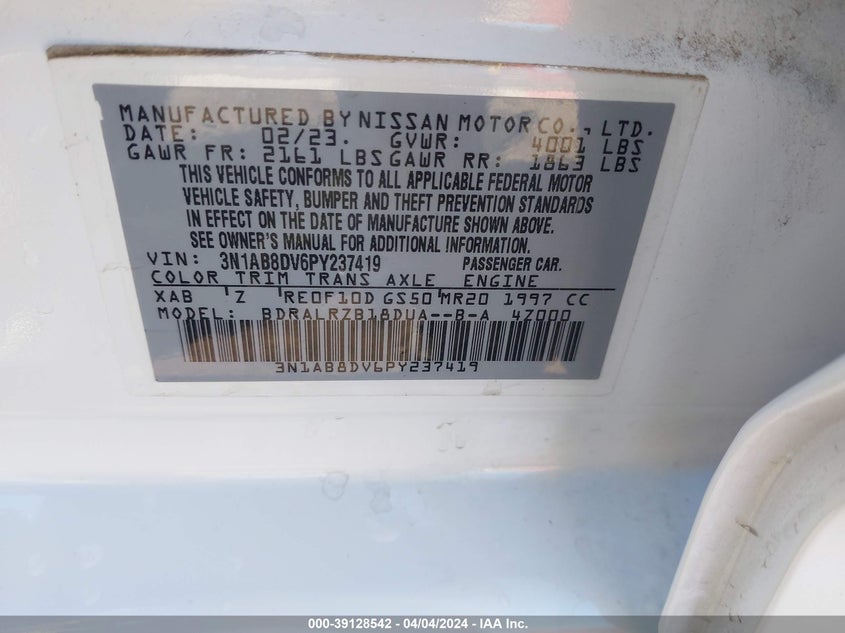 MANUFACTURED BY NISSAN MOTOR CO., LTD.
DATE: 02/23. GVWR: 4001 LBS
GAWR FR: 2161 LBS GAWR RR: 1863 LBS
THIS VEHICLE CONFORMS TO ALL APPLICABLE FEDERAL MOTOR
VEHICLE SAFETY, BUMPER AND THEFT PREVENTION STANDARDS
IN EFFECT ON THE DATE OF MANUFACTURE SHOWN ABOVE.
SEE OWNER'S MANUAL FOR ADDITIONAL INFORMATION.
VIN: 3N1AB8DV6PY237419 PASSENGER CAR.
COLOR TRIM TRANS AXLE ENGINE
XAB Z RE0F10D GS50 MR20 1997 CC
MODEL: BDRALRZB18DUA--B-A 4Z000
3N1AB8DV6PY237419
000-39128542 - 04/04/2024 - IAA Inc.